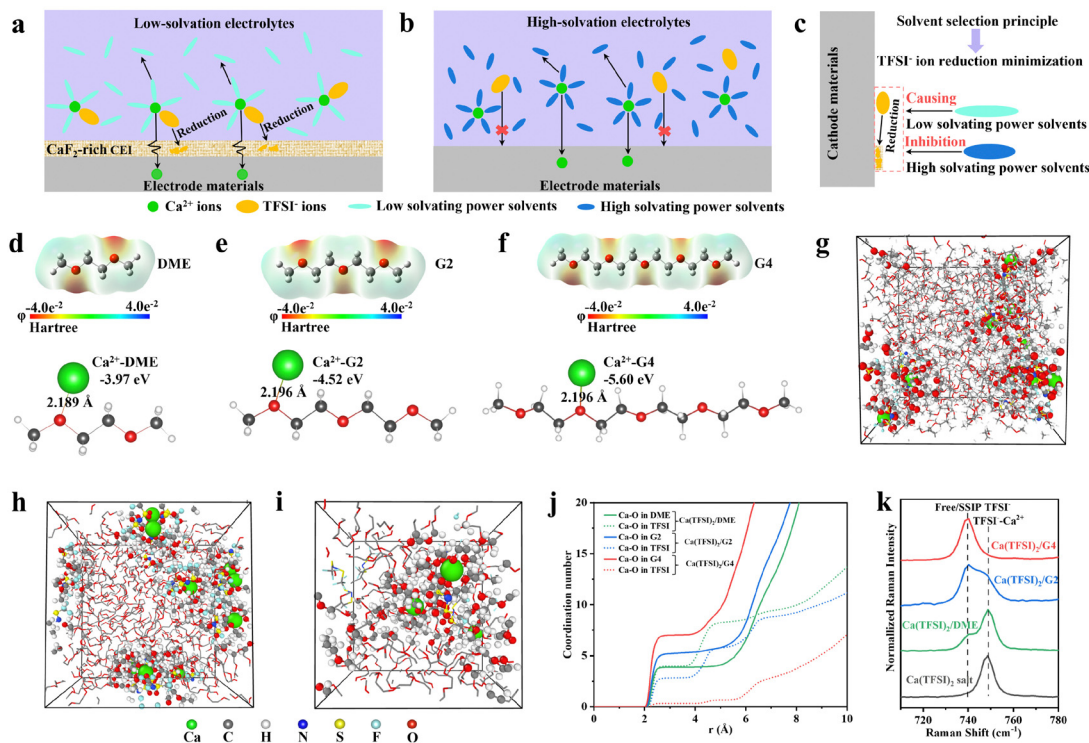 a
Low-solvation electrolytes
Reduction
Reduction
CaF2-rich CEI
Electrode materials
b
High-solvation electrolytes
Electrode materials
c
Cathode materials
Solvent selection principle
TFSI- ion reduction minimization
Reduction
Causing
Low solvating power solvents
Inhibition
High solvating power solvents
Ca2+ ions
TFSI- ions
Low solvating power solvents
High solvating power solvents
d
DME
-4.0e-2
4.0e-2
φ
Hartree
Ca2+-DME
-3.97 eV
2.189 Å
e
G2
-4.0e-2
4.0e-2
φ
Hartree
Ca2+-G2
-4.52 eV
2.196 Å
f
G4
-4.0e-2
4.0e-2
φ
Hartree
Ca2+-G4
-5.60 eV
2.196 Å
g
h
i
Ca
C
H
N
S
F
O
j
Coordination number
20
15
10
5
0
Ca-O in DME
Ca-O in TFSI
Ca(TFSI)2/DME
Ca-O in G2
Ca-O in TFSI
Ca(TFSI)2/G2
Ca-O in G4
Ca-O in TFSI
Ca(TFSI)2/G4
0
2
4
6
8
10
r (Å)
k
Normalized Raman Intensity
Free/SSIP TFSI-
TFSI--Ca2+
Ca(TFSI)2/G4
Ca(TFSI)2/G2
Ca(TFSI)2/DME
Ca(TFSI)2 salt
720
740
760
780
Raman Shift (cm-1)